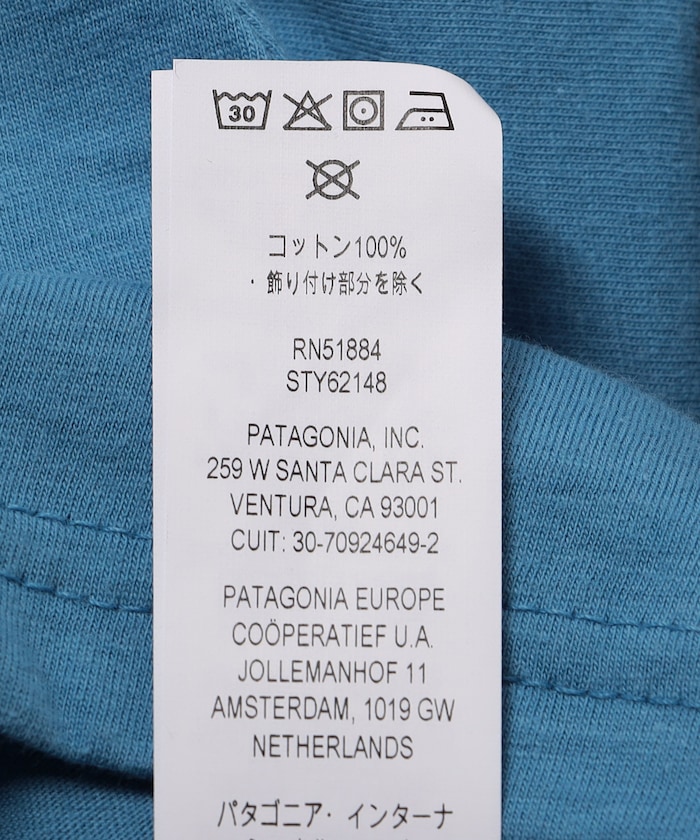 30
コットン100%
・飾り付け部分を除く
RN51884
STY62148
PATAGONIA, INC.
259 W SANTA CLARA ST.
VENTURA, CA 93001
CUIT: 30-70924649-2
PATAGONIA EUROPE
COÖPERATIEF U.A.
JOLLEMANHOF 11
AMSTERDAM, 1019 GW
NETHERLANDS
パタゴニア・インターナ